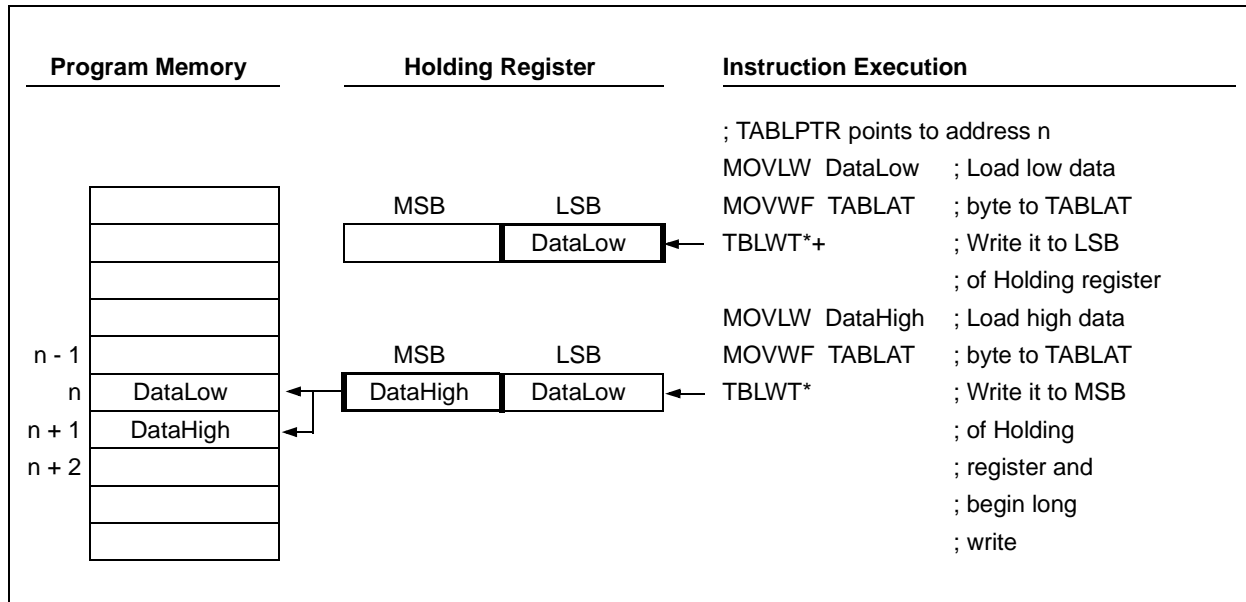 Program Memory Holding Register Instruction Execution
; TABLPTR points to address n
MOVLW DataLow ; Load low data
MSB LSB MOVWF TABLAT ; byte to TABLAT
DataLow TBLWT*+ ; Write it to LSB
; of Holding register
MOVLW DataHigh ; Load high data
n - 1 MSB LSB MOVWF TABLAT ; byte to TABLAT
n DataLow DataHigh DataLow TBLWT* ; Write it to MSB
n + 1 DataHigh ; of Holding
n + 2 ; register and
; begin long
; write